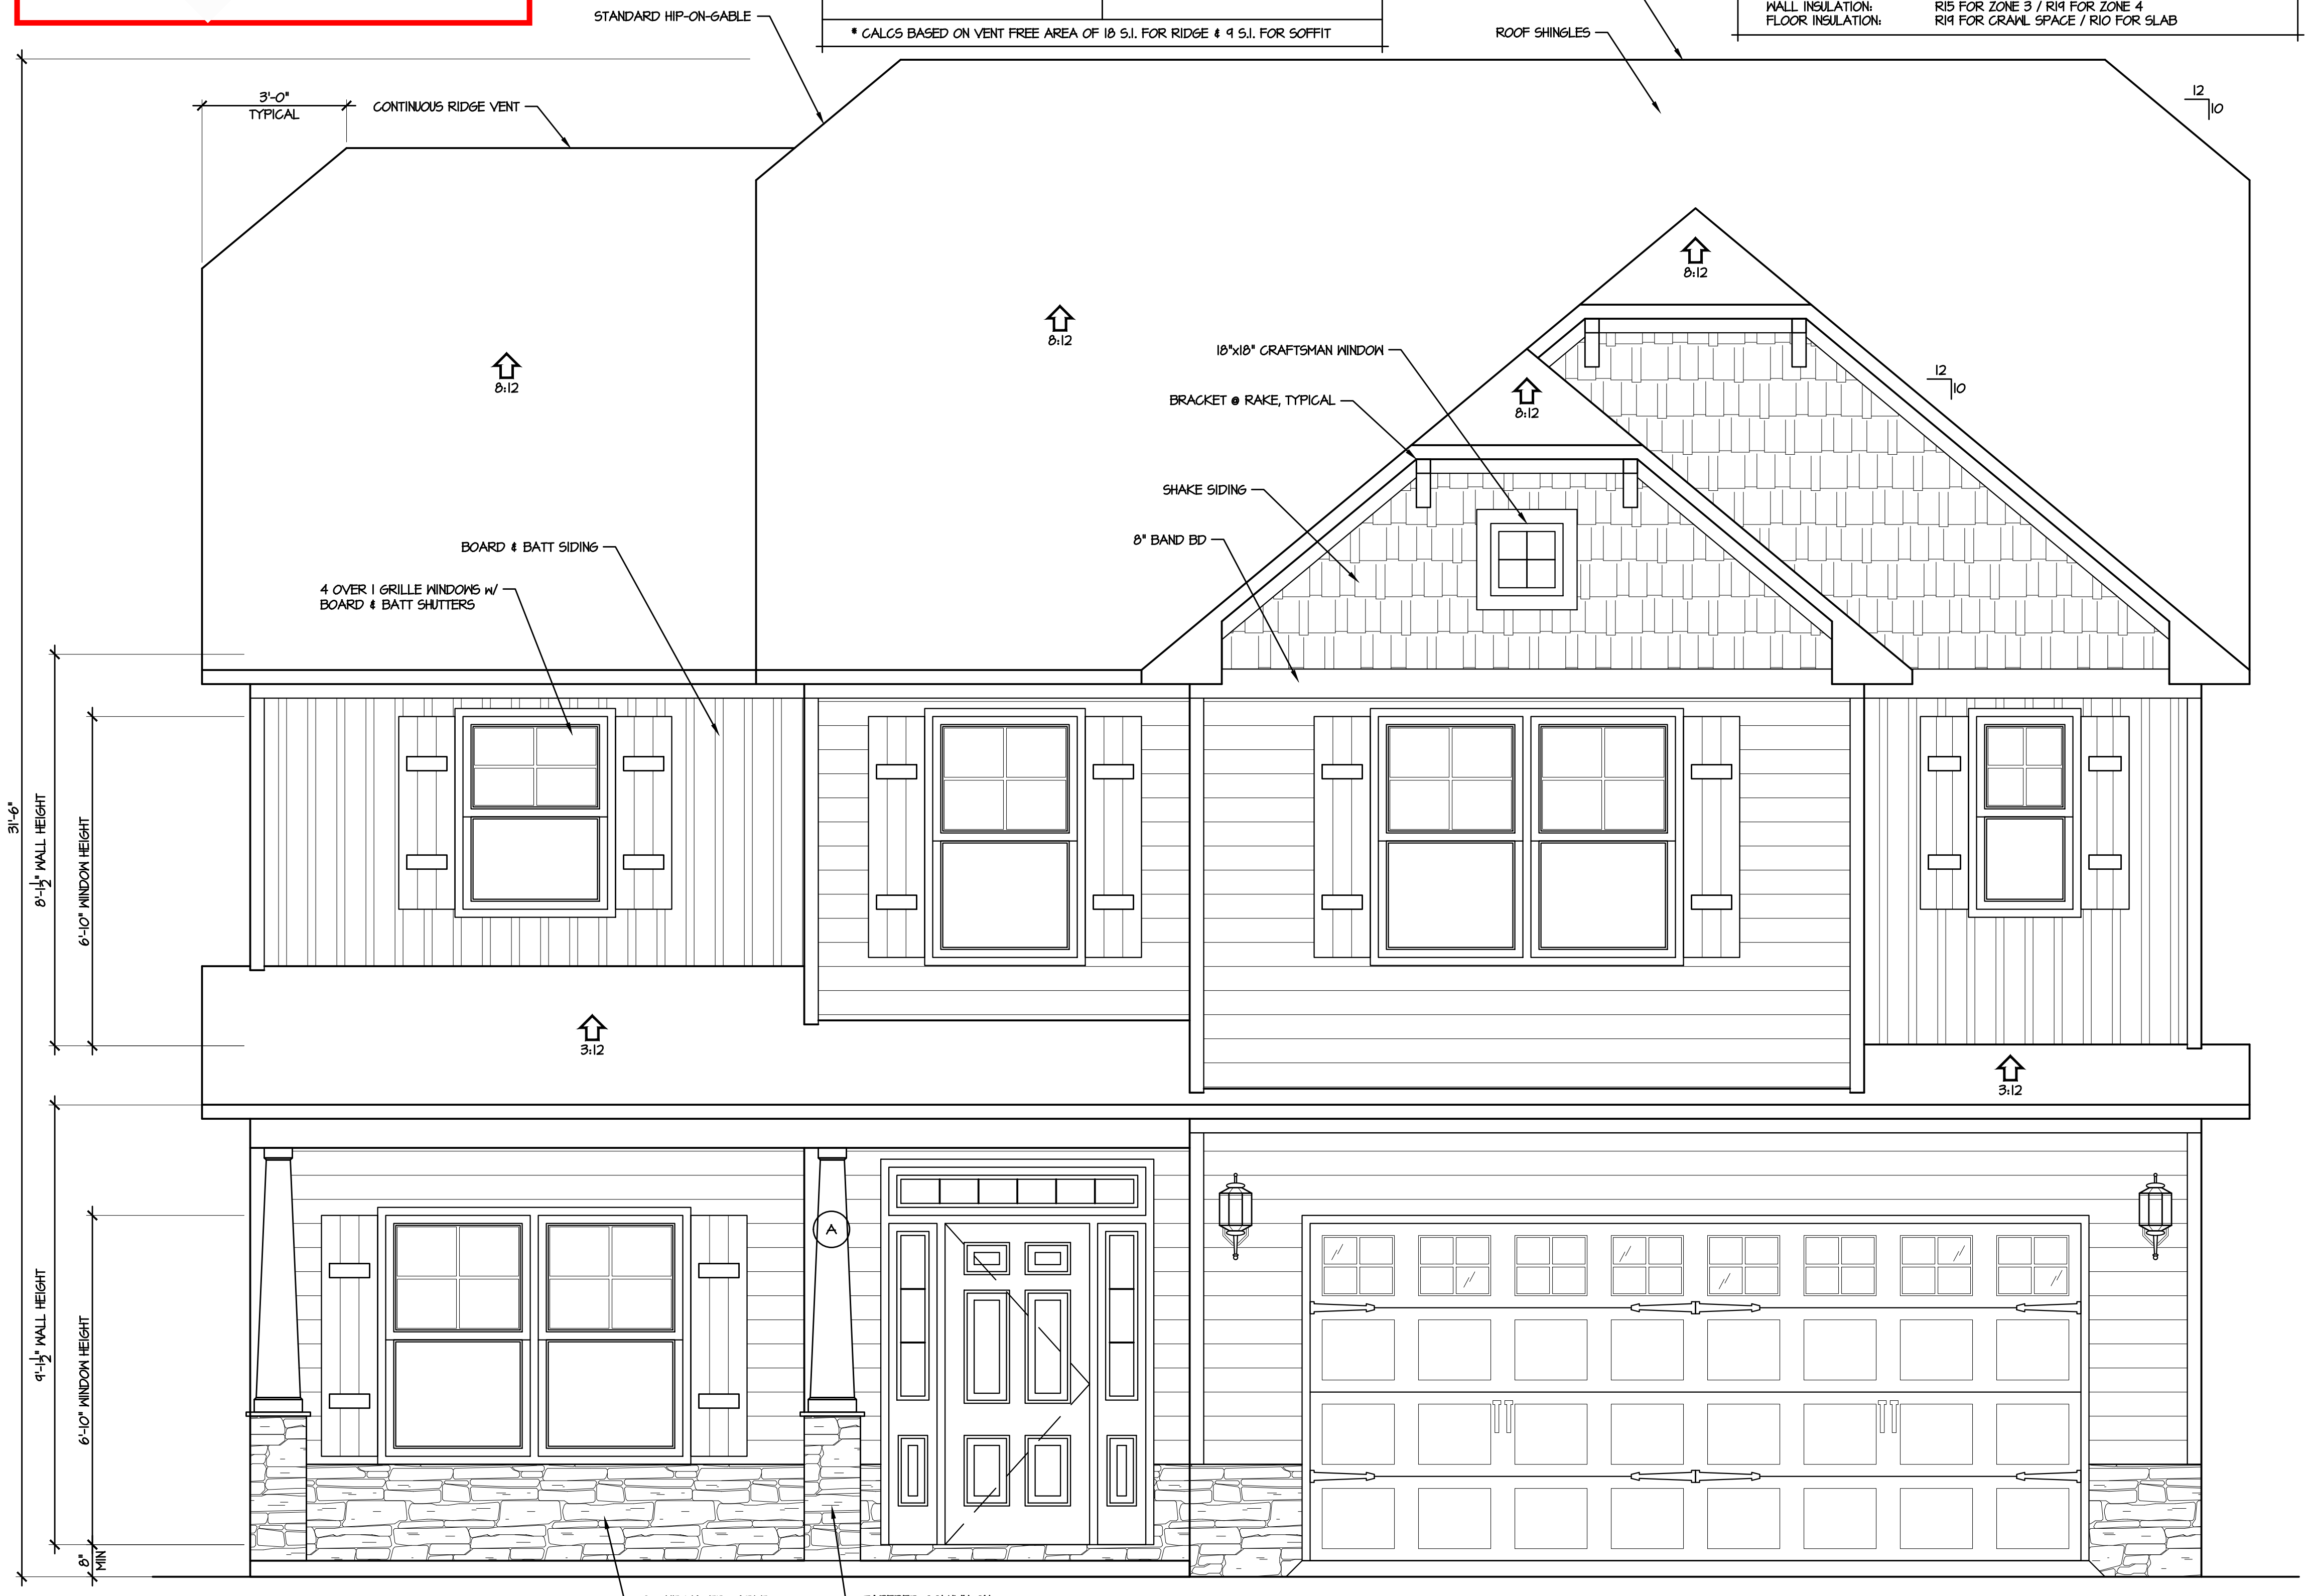 WALL INSULATION: R15 FOR ZONE 3 / R19 FOR ZONE 4
FLOOR INSULATION: R19 FOR CRAWL SPACE / R10 FOR SLAB
STANDARD HIP-ON-GABLE
* CALCS BASED ON VENT FREE AREA OF 18 S.I. FOR RIDGE & 9 S.I. FOR SOFFIT
ROOF SHINGLES
3'-0"
TYPICAL
CONTINUOUS RIDGE VENT
12
10
8:12
8:12
8:12
18"x18" CRAFTSMAN WINDOW
12
10
8:12
BRACKET @ RAKE, TYPICAL
SHAKE SIDING
8" BAND BD
BOARD & BATT SIDING
4 OVER 1 GRILLE WINDOWS w/
BOARD & BATT SHUTTERS
31'-6"
8'-1½" WALL HEIGHT
6'-10" WINDOW HEIGHT
3:12
3:12
A
9'-1½" WALL HEIGHT
6'-10" WINDOW HEIGHT
8"
MIN